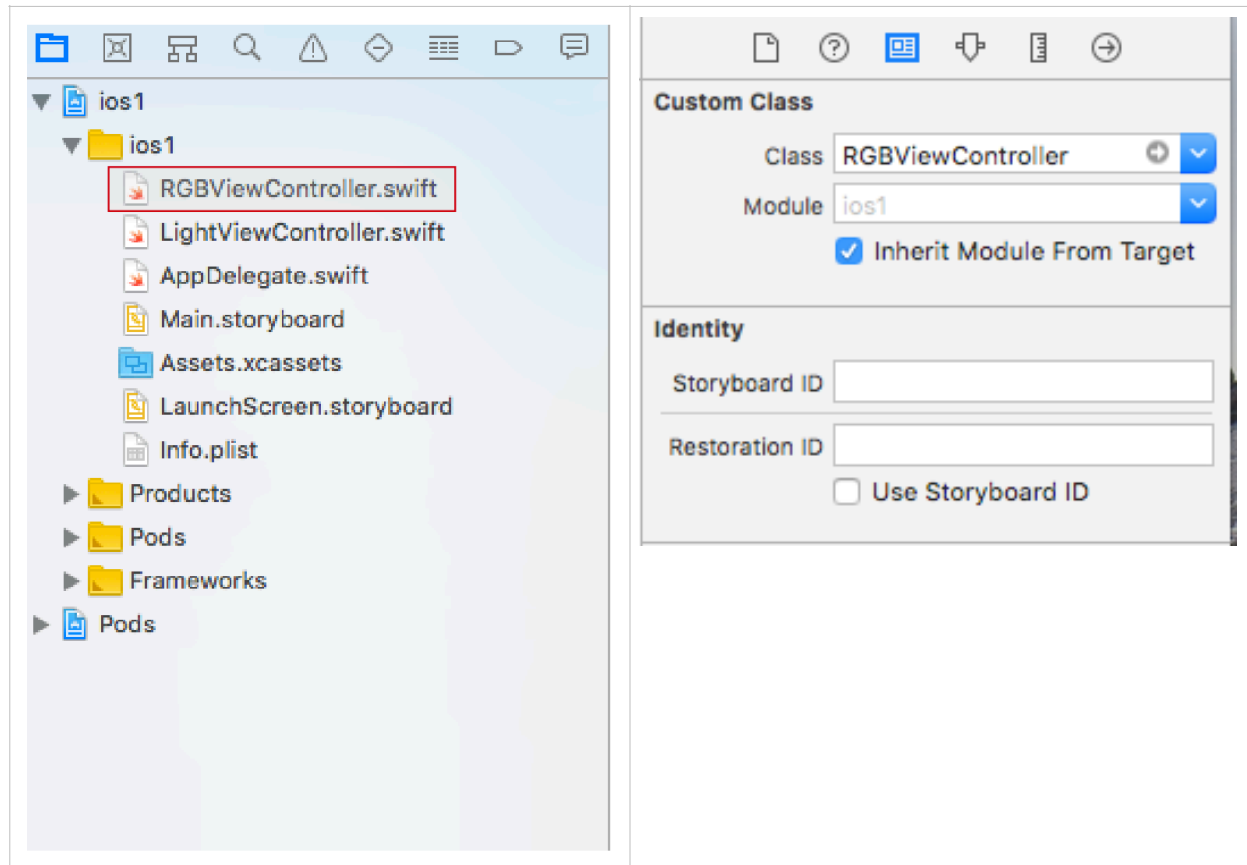 ios1
ios1
RGBViewController.swift
LightViewController.swift
AppDelegate.swift
Main.storyboard
Assets.xcassets
LaunchScreen.storyboard
Info.plist
Products
Pods
Frameworks
Pods
Custom Class
Class RGBViewController
Module ios1
Inherit Module From Target
Identity
Storyboard ID
Restoration ID
Use Storyboard ID